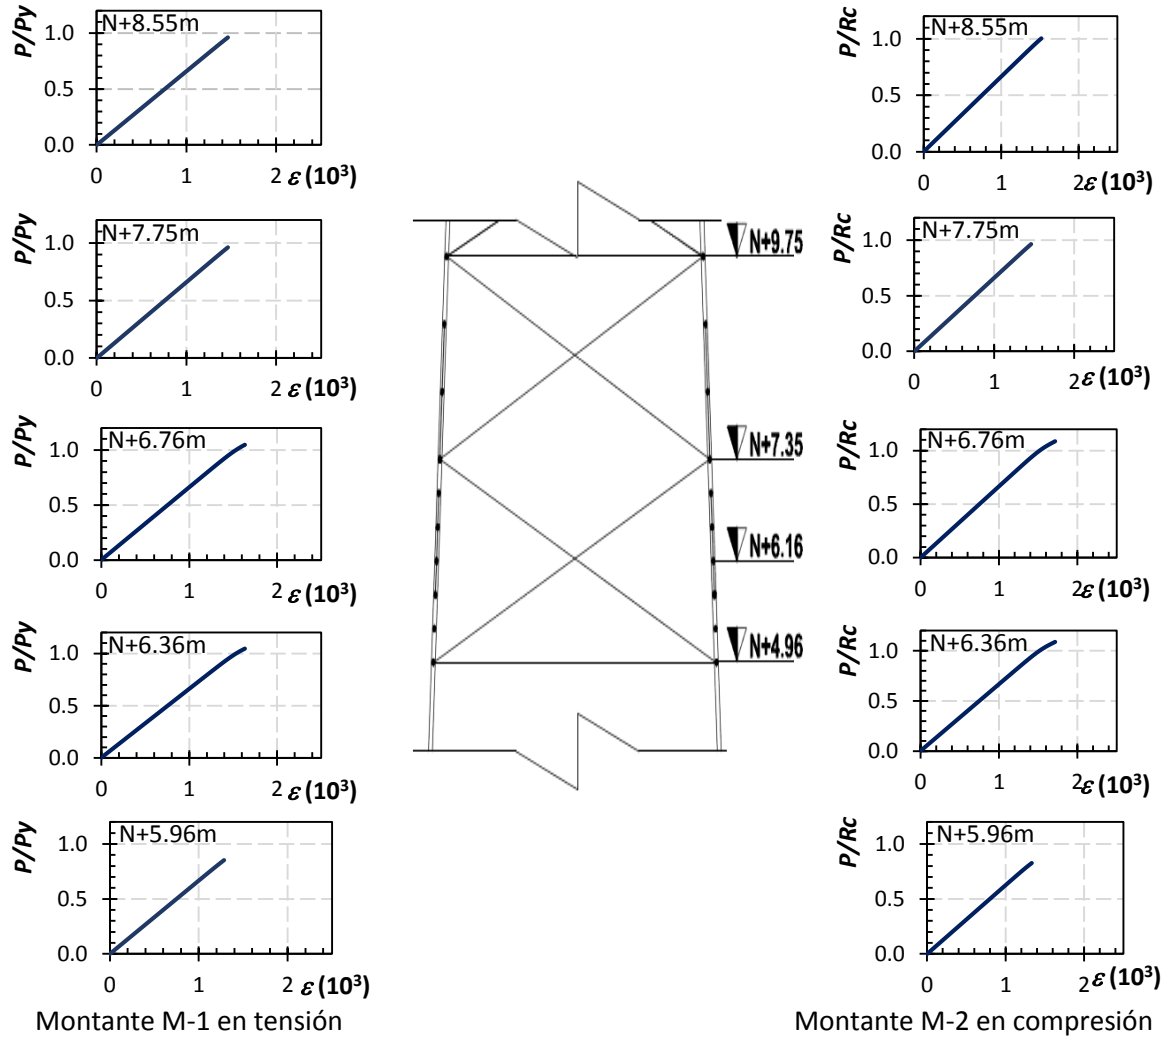 P/Py
N+8.55m
1.0
0.5
0.0
0
1
2
ε (10³)
P/Py
N+7.75m
1.0
0.5
0.0
0
1
2
ε (10³)
P/Py
N+6.76m
1.0
0.5
0.0
0
1
2
ε (10³)
P/Py
N+6.36m
1.0
0.5
0.0
0
1
2
ε (10³)
P/Py
N+5.96m
1.0
0.5
0.0
0
1
2
ε (10³)
Montante M-1 en tensión
N+9.75
N+7.35
N+6.16
N+4.96
P/Rc
N+8.55m
1.0
0.5
0.0
0
1
2
ε (10³)
P/Rc
N+7.75m
1.0
0.5
0.0
0
1
2
ε (10³)
P/Rc
N+6.76m
1.0
0.5
0.0
0
1
2
ε (10³)
P/Rc
N+6.36m
1.0
0.5
0.0
0
1
2
ε (10³)
P/Rc
N+5.96m
1.0
0.5
0.0
0
1
2
ε (10³)
Montante M-2 en compresión